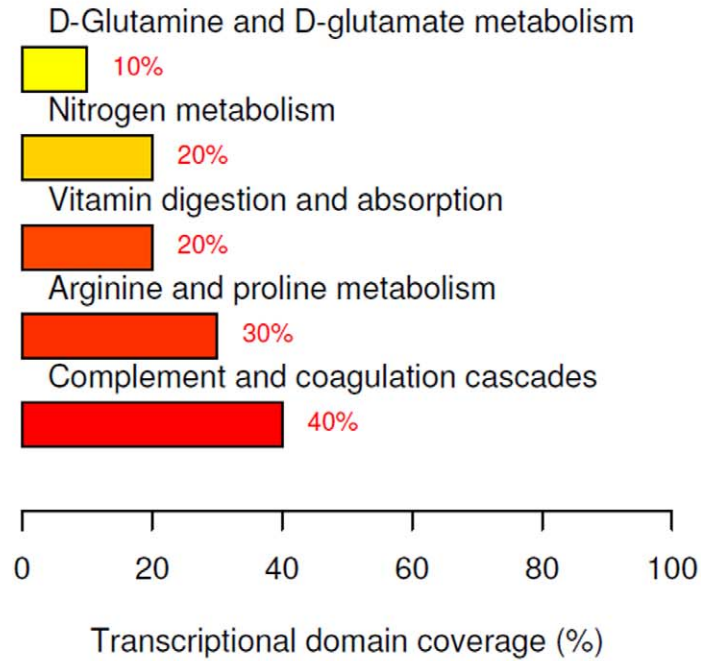 D-Glutamine and D-glutamate metabolism
10%
Nitrogen metabolism
20%
Vitamin digestion and absorption
20%
Arginine and proline metabolism
30%
Complement and coagulation cascades
40%
0 20 40 60 80 100
Transcriptional domain coverage (%)